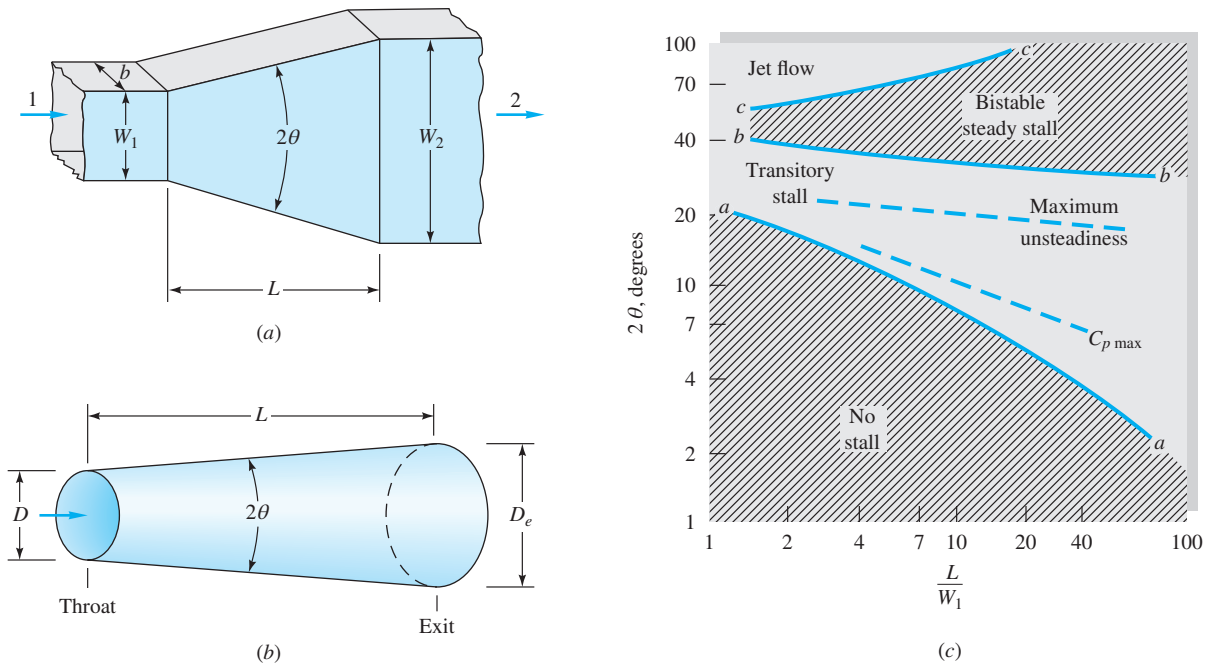 b
1
W₁
2θ
W₂
2
L
(a)
L
D
2θ
Dₑ
Throat
Exit
(b)
100
70
40
20
10
7
4
2
1
2 θ, degrees
Jet flow
c
c
Bistable
steady stall
b
b
Transitory
stall
Maximum
unsteadiness
a
C_p max
No
stall
a
1
2
4
7
10
20
40
100
L
W₁
(c)